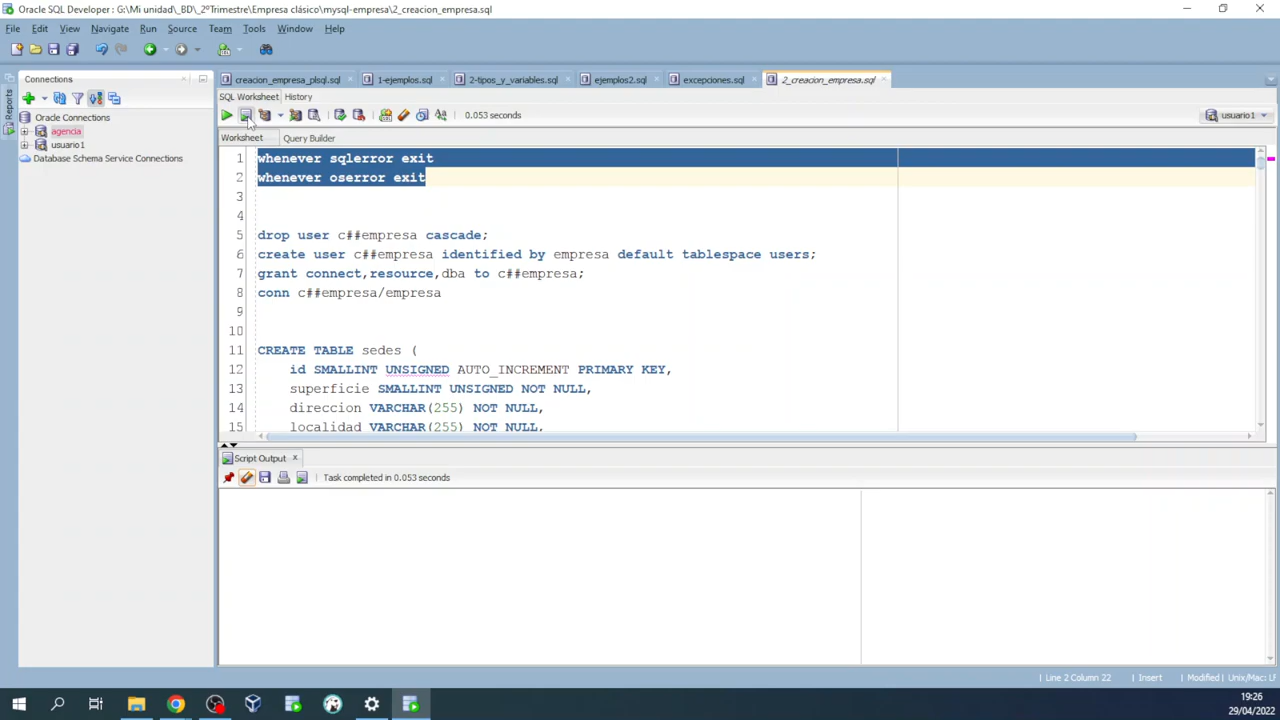 Oracle SQL Developer : G:\Mi unidad\_BD\_2ºTrimestre\Empresa clásico\mysql-empresa\2_creacion_empresa.sql
File Edit View Navigate Run Source Team Tools Window Help
Connections
creacion_empresa_plsql.sql 1-ejemplos.sql 2-tipos_y_variables.sql ejemplos2.sql excepciones.sql 2_creacion_empresa.sql
Reports
SQL Worksheet History
0.053 seconds
usuario1
Oracle Connections
agencia
usuario1
Database Schema Service Connections
Worksheet Query Builder
1 whenever sqlerror exit
2 whenever oserror exit
3
4
5 drop user c##empresa cascade;
6 create user c##empresa identified by empresa default tablespace users;
7 grant connect,resource,dba to c##empresa;
8 conn c##empresa/empresa
9
10
11 CREATE TABLE sedes (
12 id SMALLINT UNSIGNED AUTO_INCREMENT PRIMARY KEY,
13 superficie SMALLINT UNSIGNED NOT NULL,
14 direccion VARCHAR(255) NOT NULL,
15 localidad VARCHAR(255) NOT NULL,
Script Output
Task completed in 0.053 seconds
Line 2 Column 22 Insert Modified Unix/Mac: LF
19:26
29/04/2022